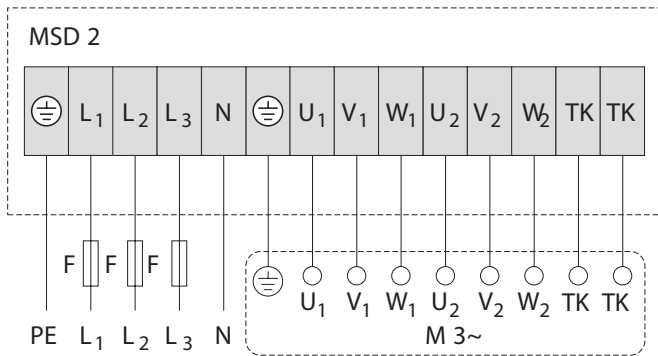 MSD 2
L1 L2 L3 N U1 V1 W1 U2 V2 W2 TK TK
F F F
U1 V1 W1 U2 V2 W2 TK TK
PE L1 L2 L3 N M 3~